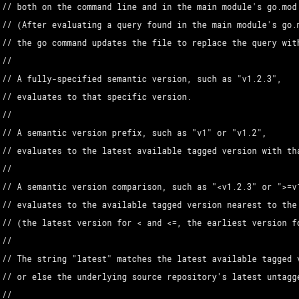 // both on the command line and in the main module's go.mod
// (After evaluating a query found in the main module's go.m
// the go command updates the file to replace the query with
//
// A fully-specified semantic version, such as "v1.2.3",
// evaluates to that specific version.
//
// A semantic version prefix, such as "v1" or "v1.2",
// evaluates to the latest available tagged version with tha
//
// A semantic version comparison, such as "<v1.2.3" or ">=v1
// evaluates to the available tagged version nearest to the
// (the latest version for < and <=, the earliest version fo
//
// The string "latest" matches the latest available tagged v
// or else the underlying source repository's latest untagge
//